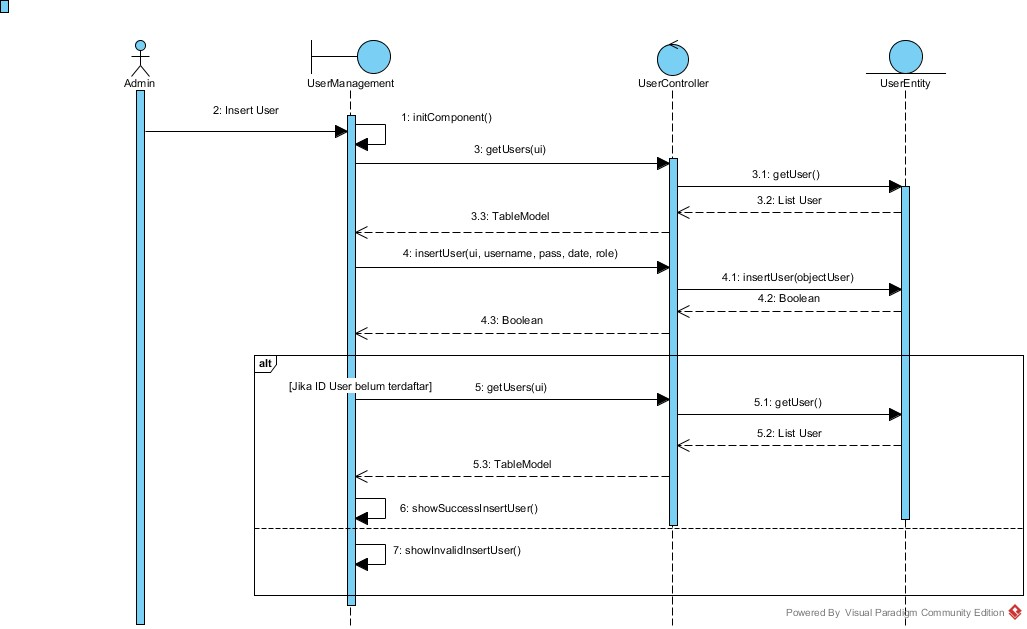 Admin
UserManagement
UserController
UserEntity
2: Insert User
1: initComponent()
3: getUsers(ui)
3.1: getUser()
3.2: List User
3.3: TableModel
4: insertUser(ui, username, pass, date, role)
4.1: insertUser(objectUser)
4.2: Boolean
4.3: Boolean
alt
[Jika ID User belum terdaftar]
5: getUsers(ui)
5.1: getUser()
5.2: List User
5.3: TableModel
6: showSuccessInsertUser()
7: showInvalidInsertUser()
Powered By Visual Paradigm Community Edition